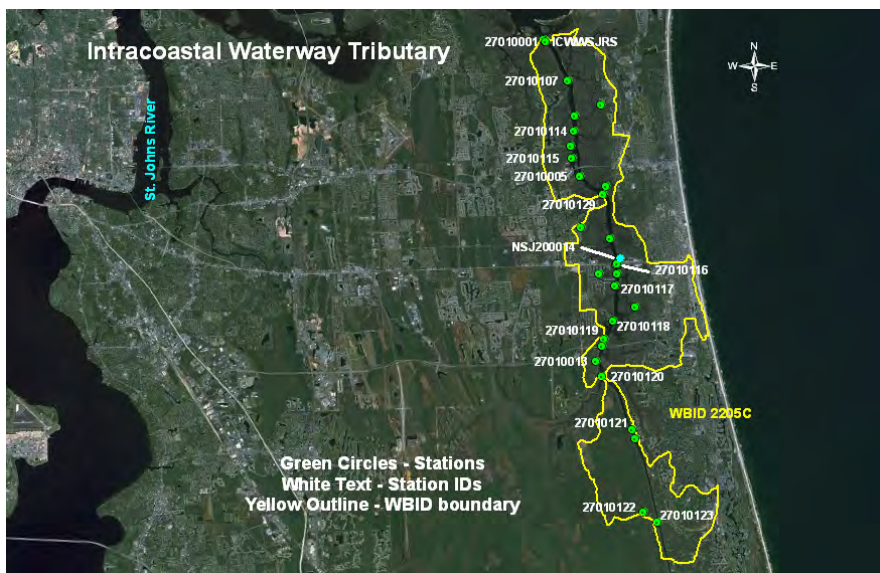 Intracoastal Waterway Tributary
27010001
ICWWSJRS
N
W
E
S
27010107
27010114
27010115
St. Johns River
27010005
27010129
NSJ200014
27010116
27010117
27010118
27010119
27010013
27010120
WBID 2205C
27010121
Green Circles - Stations
White Text - Station IDs
Yellow Outline - WBID boundary
27010122
27010123